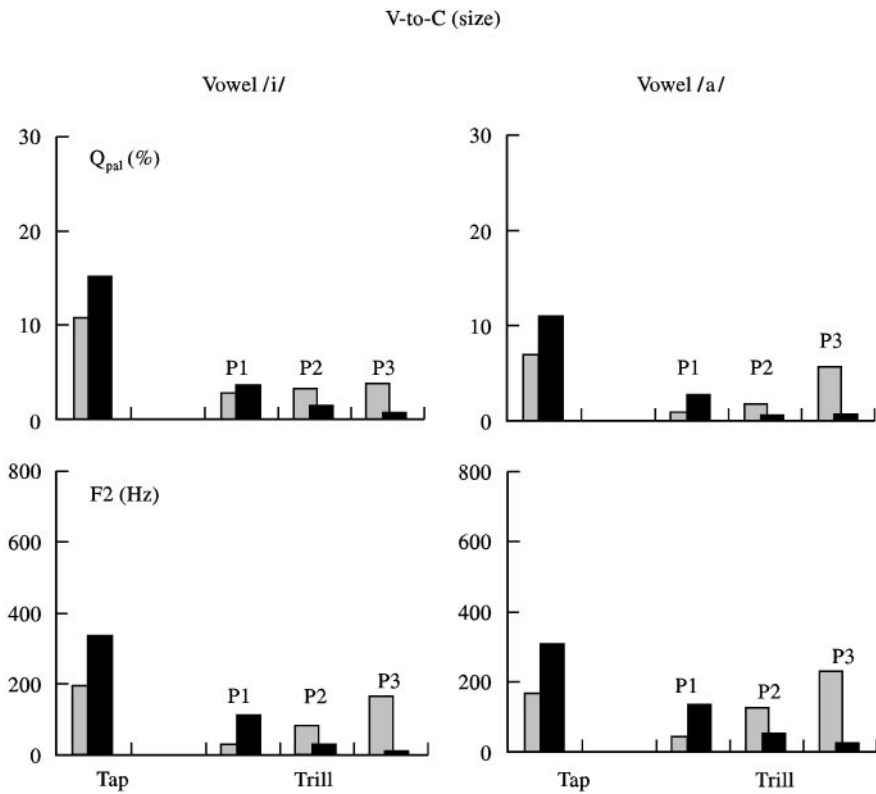 V-to-C (size)
Vowel /i/
Vowel /a/
30
20
10
0
Qpal (%)
P1
P2
P3
30
20
10
0
P1
P2
P3
800
600
400
200
0
F2 (Hz)
P1
P2
P3
Tap
Trill
800
600
400
200
0
P1
P2
P3
Tap
Trill